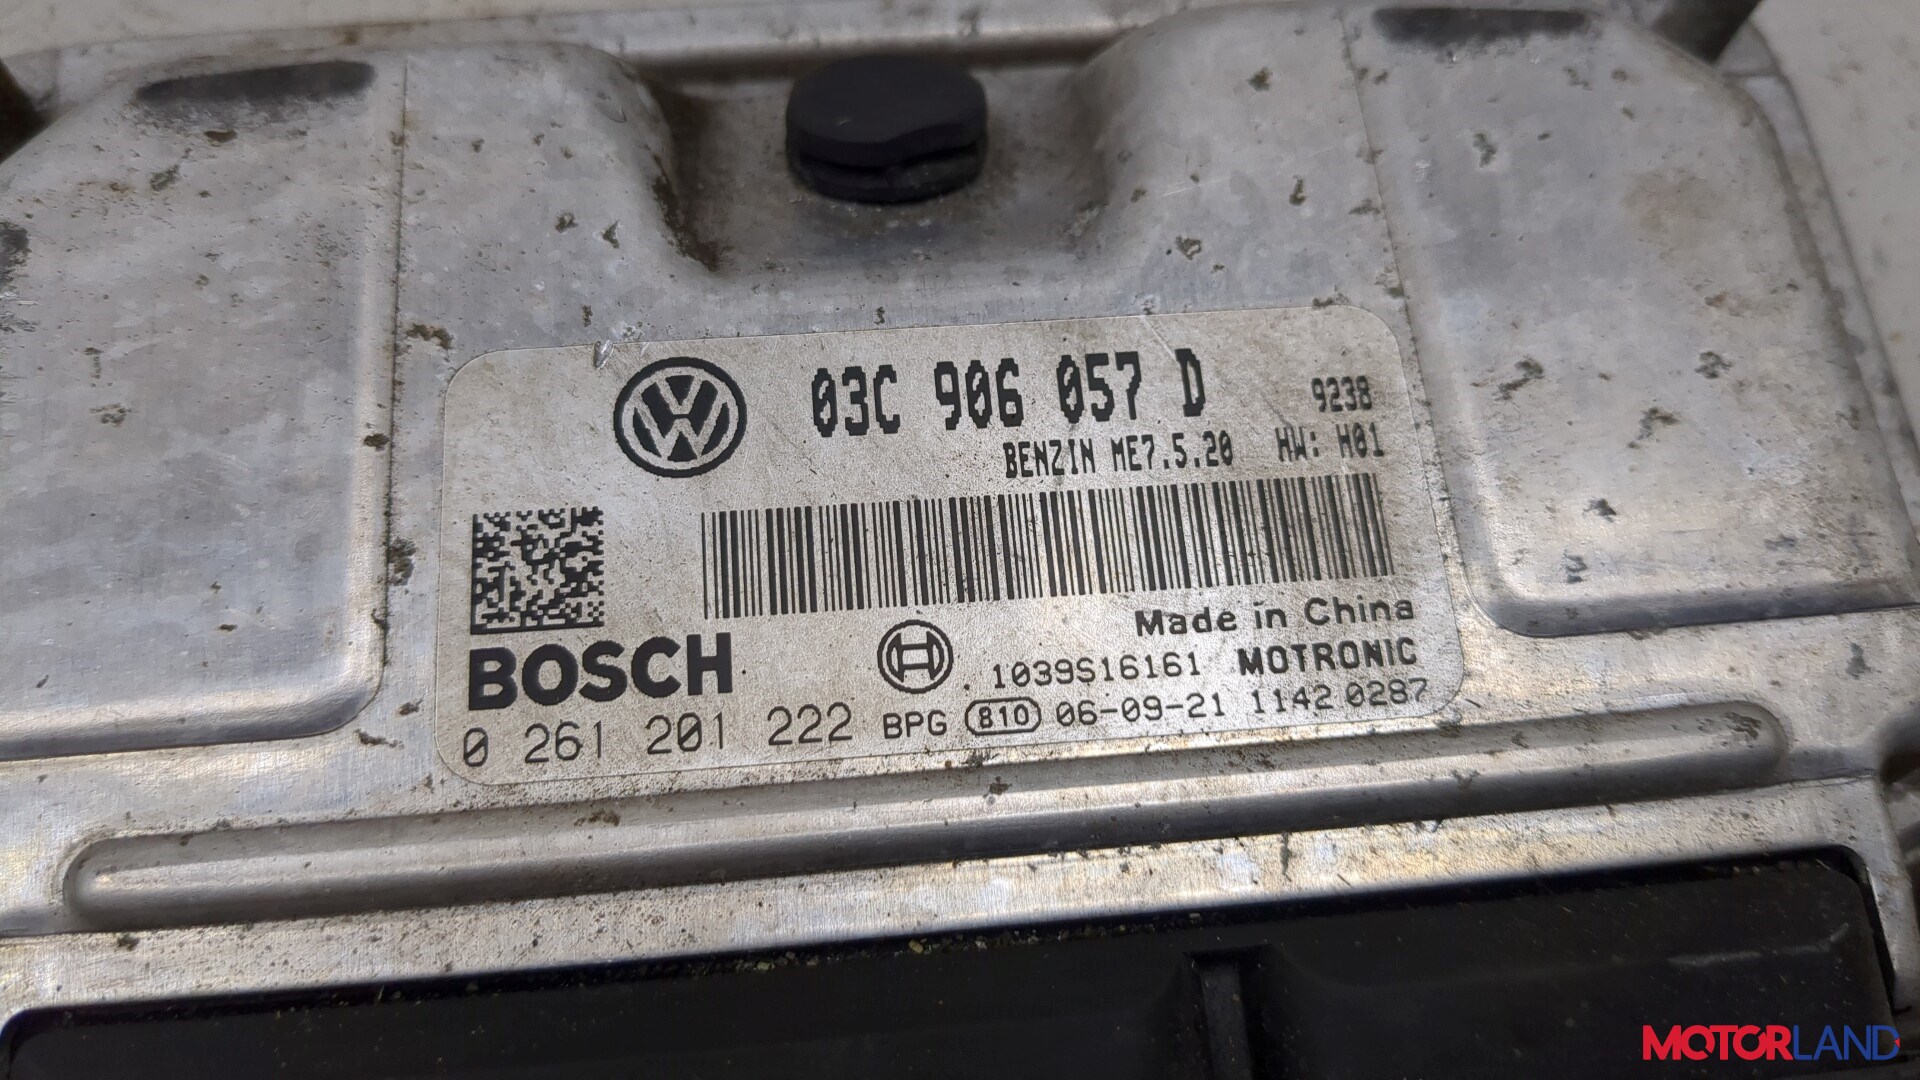 03C 906 057 D 9238
BENZIN ME7.5.20 HW: H01
Made in China
BOSCH 1039S16161 MOTRONIC
0 261 201 222 BPG 810 06-09-21 1142 0287
MOTORLAND